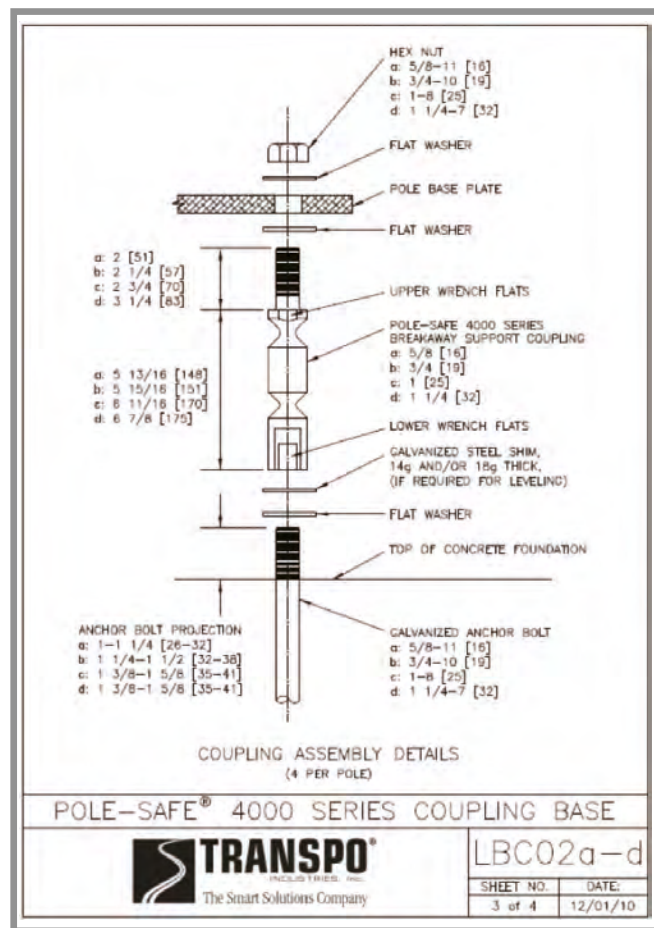 HEX NUT
a: 5/8-11 [16]
b: 3/4-10 [19]
c: 1-8 [25]
d: 1 1/4-7 [32]
FLAT WASHER
POLE BASE PLATE
FLAT WASHER
a: 2 [51]
b: 2 1/4 [57]
c: 2 3/4 [70]
d: 3 1/4 [83]
UPPER WRENCH FLATS
POLE-SAFE 4000 SERIES
BREAKAWAY SUPPORT COUPLING
a: 5/8 [16]
b: 3/4 [19]
c: 1 [25]
d: 1 1/4 [32]
a: 5 13/16 [148]
b: 5 15/16 [151]
c: 6 11/16 [170]
d: 6 7/8 [175]
LOWER WRENCH FLATS
GALVANIZED STEEL SHIM,
14g AND/OR 18g THICK,
(IF REQUIRED FOR LEVELING)
FLAT WASHER
TOP OF CONCRETE FOUNDATION
ANCHOR BOLT PROJECTION
a: 1-1 1/4 [26-32]
b: 1 1/4-1 1/2 [32-38]
c: 1 3/8-1 5/8 [35-41]
d: 1 3/8-1 5/8 [35-41]
GALVANIZED ANCHOR BOLT
a: 5/8-11 [16]
b: 3/4-10 [19]
c: 1-8 [25]
d: 1 1/4-7 [32]
COUPLING ASSEMBLY DETAILS
(4 PER POLE)
POLE-SAFE® 4000 SERIES COUPLING BASE
TRANSPO®
INDUSTRIES, INC.
The Smart Solutions Company
LBC02a-d
SHEET NO.
3 of 4
DATE:
12/01/10